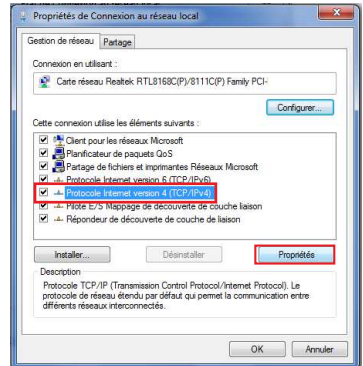 Propriétés de Connexion au réseau local
Gestion de réseau Partage
Connexion en utilisant :
Carte réseau Realtek RTL8168C(P)/8111C(P) Family PCI-
Configurer...
Cette connexion utilise les éléments suivants :
Client pour les réseaux Microsoft
Planificateur de paquets QoS
Partage de fichiers et imprimantes Réseaux Microsoft
Protocole Internet version 6 (TCP/IPv6)
Protocole Internet version 4 (TCP/IPv4)
Pilote E/S Mappage de découverte de couche liaison
Répondeur de découverte de couche de liaison
Installer... Désinstaller Propriétés
Description
Protocole TCP/IP (Transmission Control Protocol/Internet Protocol). Le
protocole de réseau étendu par défaut qui permet la communication entre
différents réseaux interconnectés.
OK Annuler